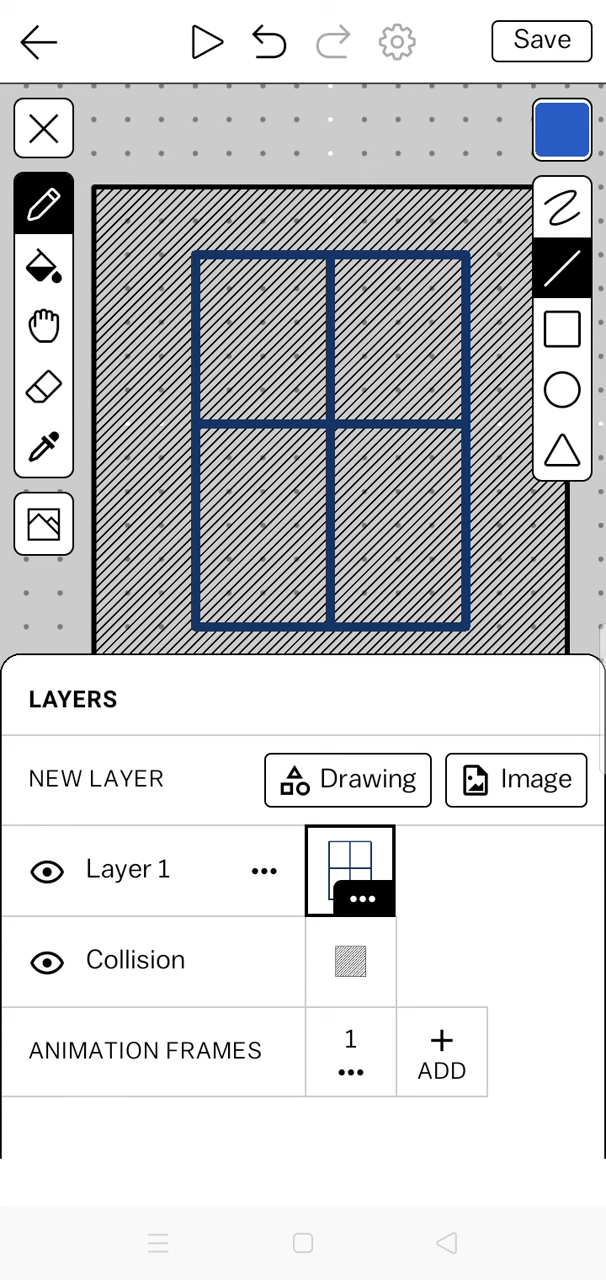 Save
LAYERS
NEW LAYER
Drawing
Image
Layer 1
Collision
ANIMATION FRAMES
1
ADD